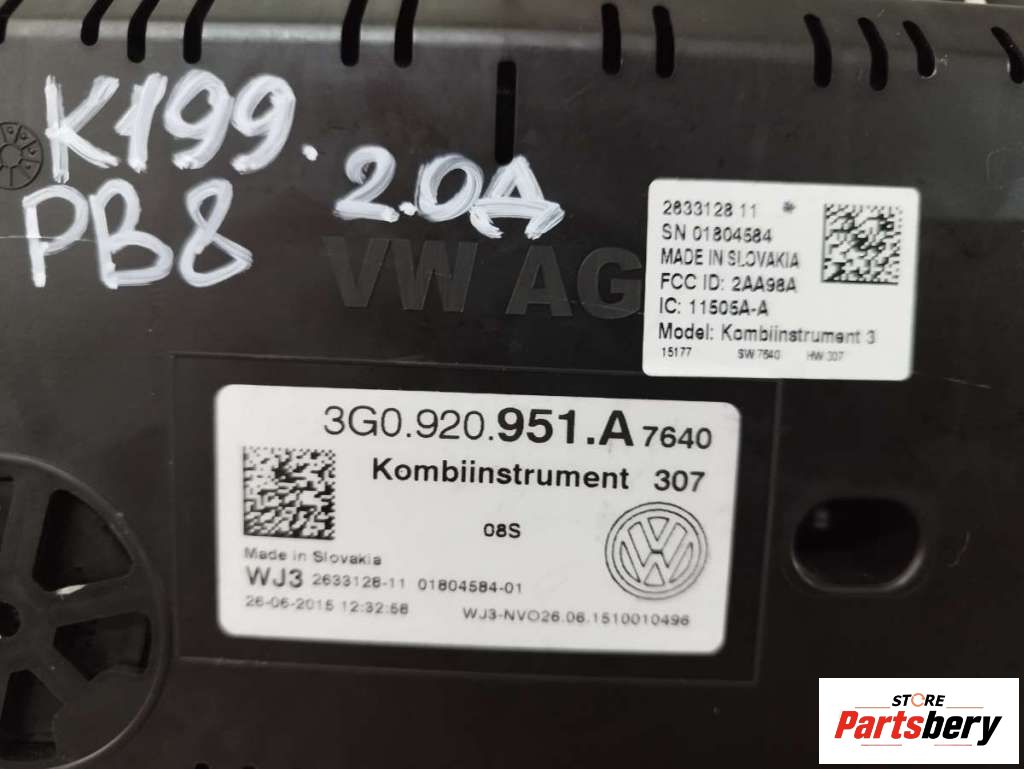 K199.
PB8
2.0Д
VW AG
2633128 11 *
SN 01804584
MADE IN SLOVAKIA
FCC ID: 2AA98A
IC: 11505A-A
Model: Kombiinstrument 3
15177 SW 7640 HW 307
3G0.920.951.A 7640
Kombiinstrument 307
08S
Made in Slovakia
WJ3 2633128-11 01804584-01
26-06-2015 12:32:58
WJ3-NVO26.06.1510010496
STORE
Partsbery